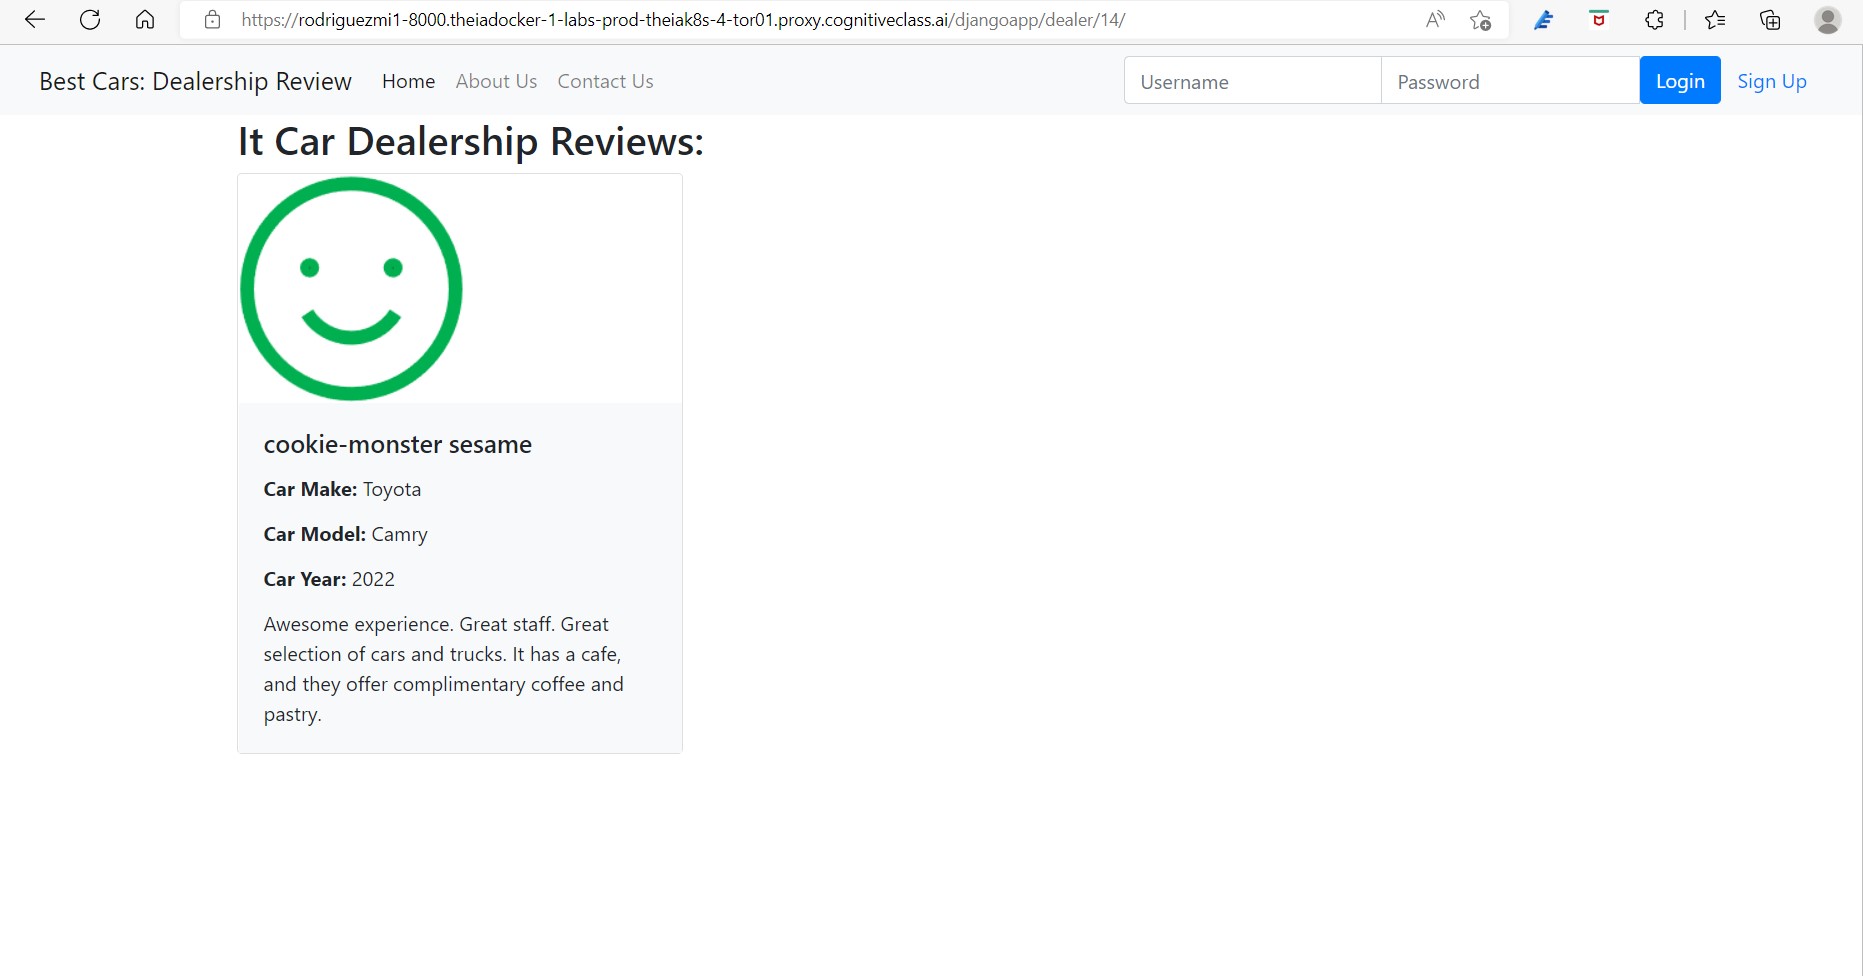 https://rodriguezmi1-8000.theiadocker-1-labs-prod-theiak8s-4-tor01.proxy.cognitiveclass.ai/djangoapp/dealer/14/
Best Cars: Dealership Review Home About Us Contact Us Username Password Login Sign Up
It Car Dealership Reviews:
cookie-monster sesame
Car Make: Toyota
Car Model: Camry
Car Year: 2022
Awesome experience. Great staff. Great
selection of cars and trucks. It has a cafe,
and they offer complimentary coffee and
pastry.